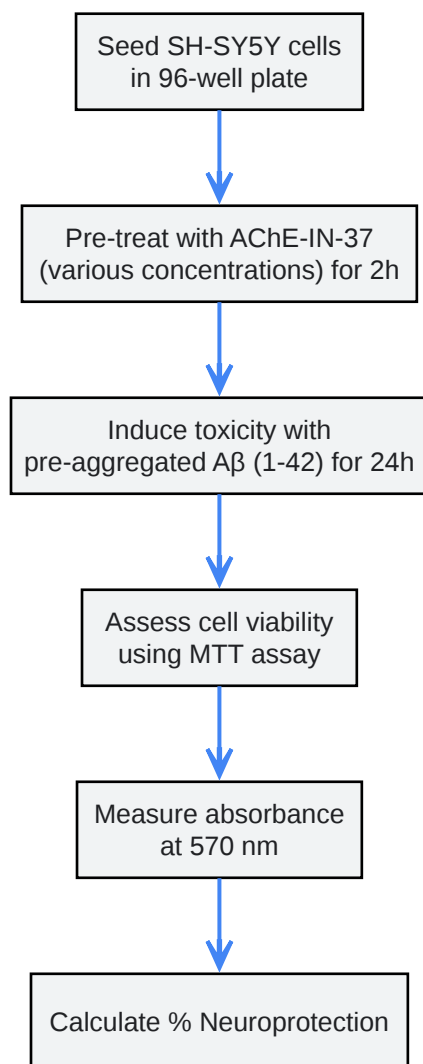 Seed SH-SY5Y cells
in 96-well plate
Pre-treat with AChE-IN-37
(various concentrations) for 2h
Induce toxicity with
pre-aggregated Aβ (1-42) for 24h
Assess cell viability
using MTT assay
Measure absorbance
at 570 nm
Calculate % Neuroprotection